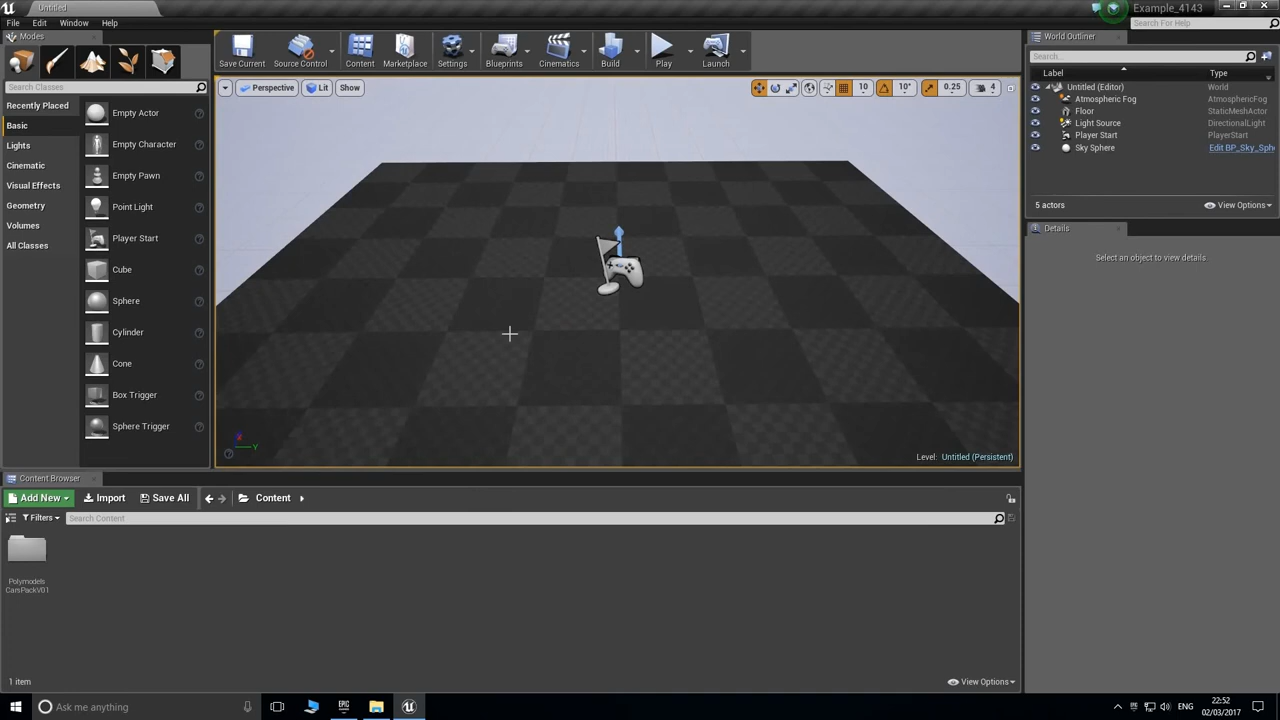 Untitled
Example_4143
File Edit Window Help
Search For Help
Modes
Search Classes
Recently Placed
Basic
Lights
Cinematic
Visual Effects
Geometry
Volumes
All Classes
Empty Actor
Empty Character
Empty Pawn
Point Light
Player Start
Cube
Sphere
Cylinder
Cone
Box Trigger
Sphere Trigger
Save Current Source Control Content Marketplace Settings Blueprints Cinematics Build Play Launch
Perspective Lit Show
10 10° 0.25 4
X
Y
Level: Untitled (Persistent)
World Outliner
Search...
Label Type
Untitled (Editor) World
Atmospheric Fog AtmosphericFog
Floor StaticMeshActor
Light Source DirectionalLight
Player Start PlayerStart
Sky Sphere Edit BP_Sky_Sph
5 actors View Options
Details
Select an object to view details.
Content Browser
Add New Import Save All Content
Filters Search Content
Polymodels
CarsPackV01
1 item View Options
Ask me anything
EPIC
ENG
22:52
02/03/2017